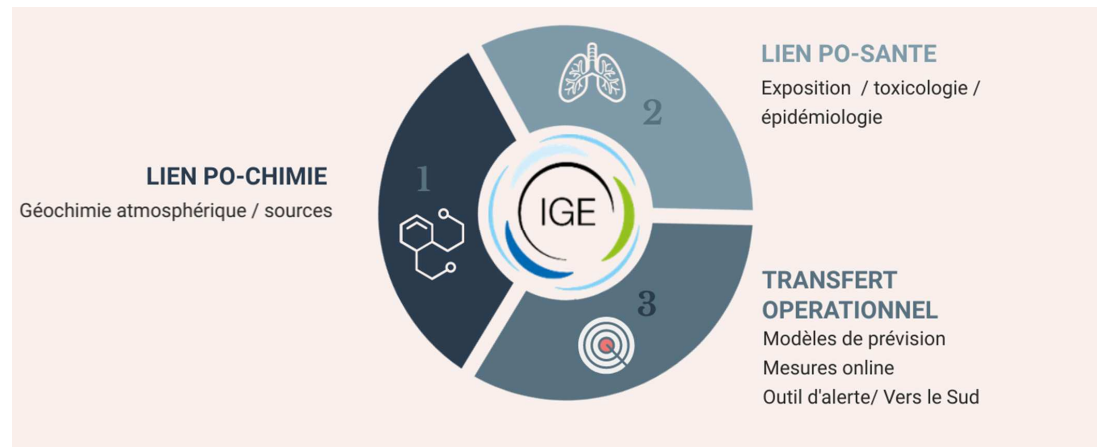 LIEN PO-CHIMIE
Géochimie atmosphérique / sources
1
2
IGE
3
LIEN PO-SANTE
Exposition / toxicologie /
épidémiologie
TRANSFERT
OPERATIONNEL
Modèles de prévision
Mesures online
Outil d'alerte/ Vers le Sud